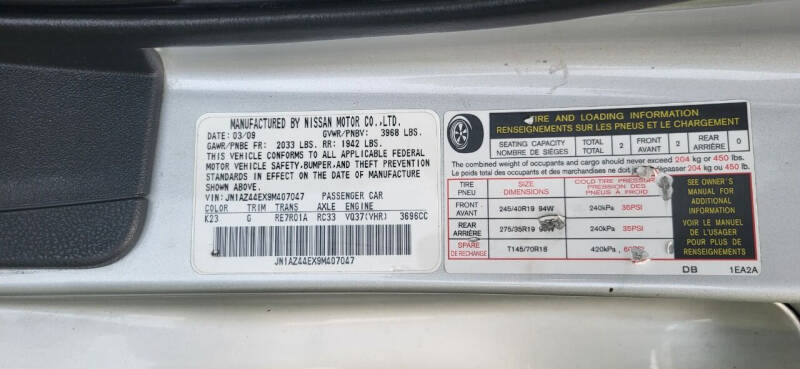 MANUFACTURED BY NISSAN MOTOR CO.,LTD.
DATE: 03/09 GVWR/PNBV: 3968 LBS.
GAWR/PNBE FR: 2033 LBS. RR: 1942 LBS.
THIS VEHICLE CONFORMS TO ALL APPLICABLE FEDERAL
MOTOR VEHICLE SAFETY,BUMPER,AND THEFT PREVENTION
STANDARDS IN EFFECT ON THE DATE OF MANUFACTURE
SHOWN ABOVE.
VIN :JN1AZ44EX9M407047 PASSENGER CAR
COLOR TRIM TRANS AXLE ENGINE
K23 G RE7R01A RC33 VQ37(VHR) 3696CC
JN1AZ44EX9M407047
TIRE AND LOADING INFORMATION
RENSEIGNEMENTS SUR LES PNEUS ET LE CHARGEMENT
SEATING CAPACITY TOTAL 2 FRONT 2 REAR 0
NOMBRE DE SIÈGES TOTAL AVANT ARRIÈRE
The combined weight of occupants and cargo should never exceed 204 kg or 450 lbs.
Le poids total des occupants et des marchandises ne doit jamais dépasser 204 kg ou 450 lb.
TIRE SIZE COLD TIRE PRESSURE
PNEU DIMENSIONS PRESSION DES PNEUS À FROID
FRONT AVANT 245/40R19 94W 240kPa 35PSI
REAR ARRIÈRE 275/35R19 240kPa 35PSI
SPARE DE RECHANGE T145/70R18 420kPa,
SEE OWNER'S
MANUAL FOR
ADDITIONAL
INFORMATION
VOIR LE MANUEL
DE L'USAGER
POUR PLUS DE
RENSEIGNEMENTS
DB 1EA2A